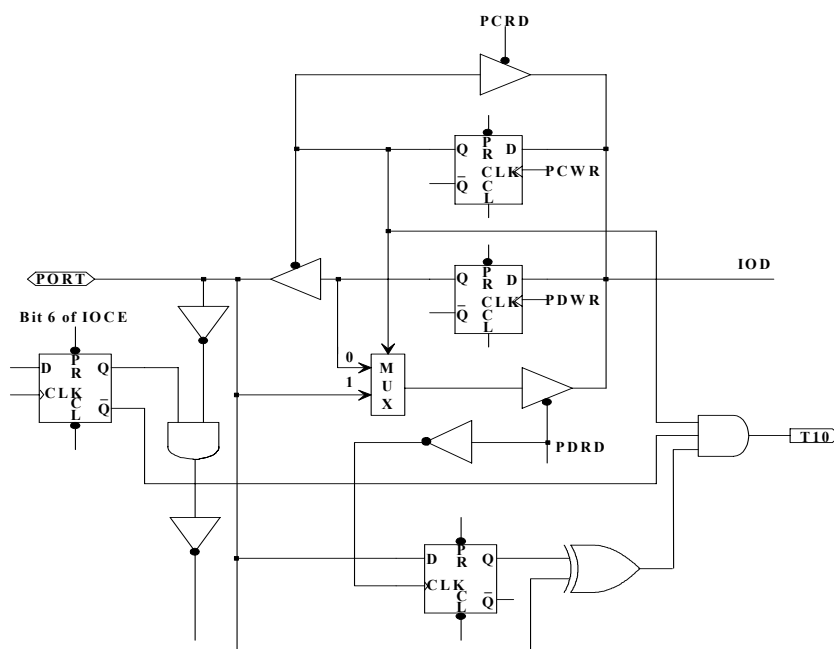 PCRD
Q PR D
Q̅ CLK PCWR
CL
IOD
PORT
Q PR D
Q̅ CLK PDWR
CL
Bit 6 of IOCE
D PR Q
CLK Q̅
CL
0
1
MUX
PDRD
T10
D PR Q
CLK Q̅
CL